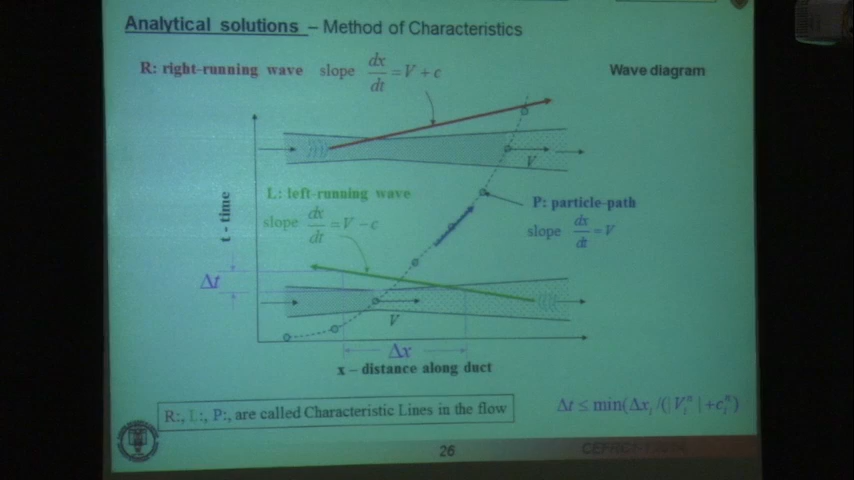 Analytical solutions – Method of Characteristics
R: right-running wave slope dx/dt = V + c
Wave diagram
V
L: left-running wave
slope dx/dt = V − c
P: particle-path
slope dx/dt = V
t - time
Δt
V
Δx
x – distance along duct
R:, L:, P:, are called Characteristic Lines in the flow
Δt ≤ min(Δx_i /(| V_i^n | +c_i^n)
26